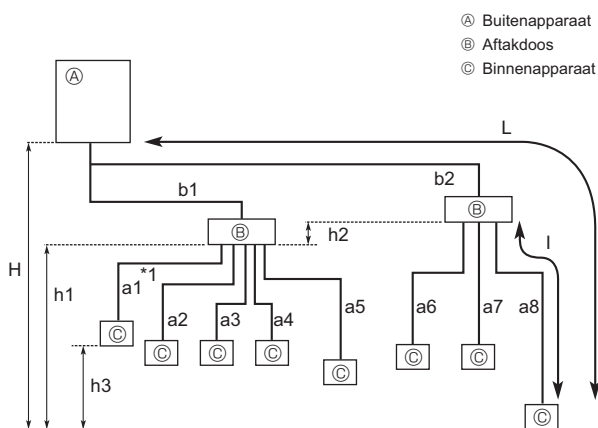 Ⓐ Buitenapparaat
Ⓑ Aftakdoos
Ⓒ Binnenapparaat
Ⓐ
L
b1
b2
Ⓑ
Ⓑ
h2
l
H
h1
a1
*1
a2
a3
a4
a5
a6
a7
a8
h3
Ⓒ
Ⓒ
Ⓒ
Ⓒ
Ⓒ
Ⓒ
Ⓒ
Ⓒ